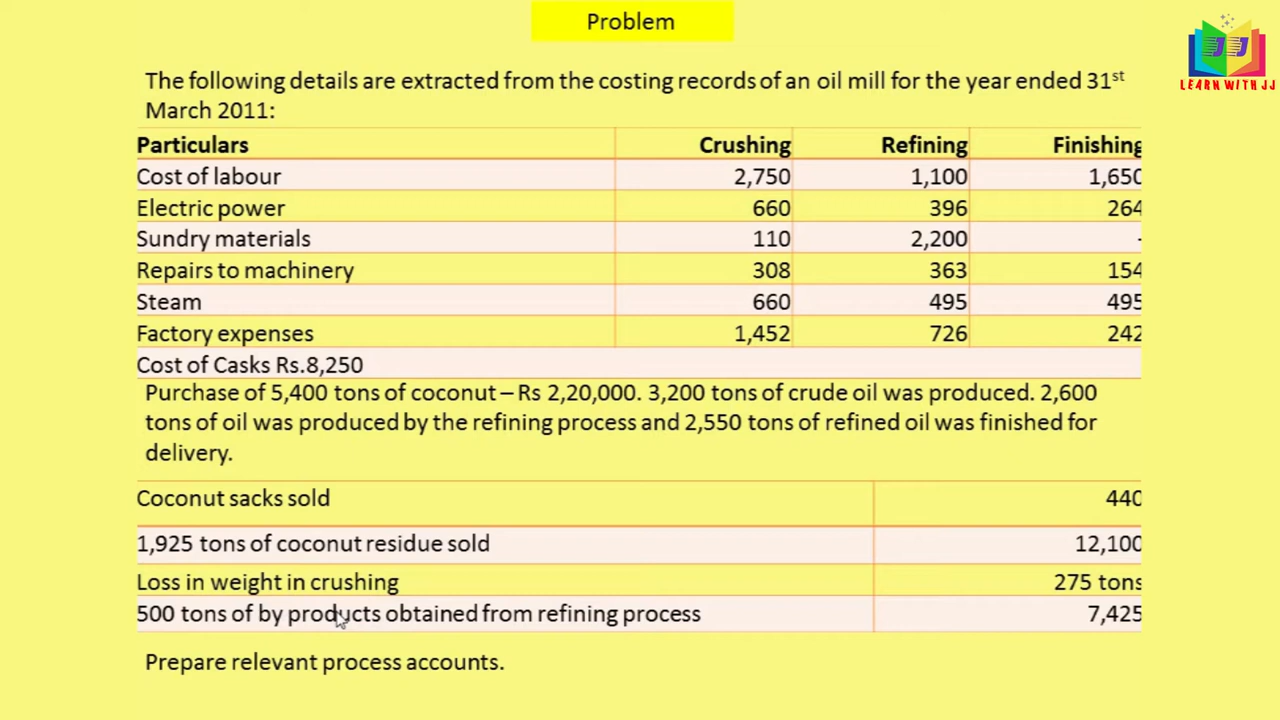 Problem
LEARN WITH JJ
The following details are extracted from the costing records of an oil mill for the year ended 31st
March 2011:
Particulars Crushing Refining Finishing
Cost of labour 2,750 1,100 1,650
Electric power 660 396 264
Sundry materials 110 2,200 -
Repairs to machinery 308 363 154
Steam 660 495 495
Factory expenses 1,452 726 242
Cost of Casks Rs.8,250
Purchase of 5,400 tons of coconut – Rs 2,20,000. 3,200 tons of crude oil was produced. 2,600
tons of oil was produced by the refining process and 2,550 tons of refined oil was finished for
delivery.
Coconut sacks sold 440
1,925 tons of coconut residue sold 12,100
Loss in weight in crushing 275 tons
500 tons of by products obtained from refining process 7,425
Prepare relevant process accounts.